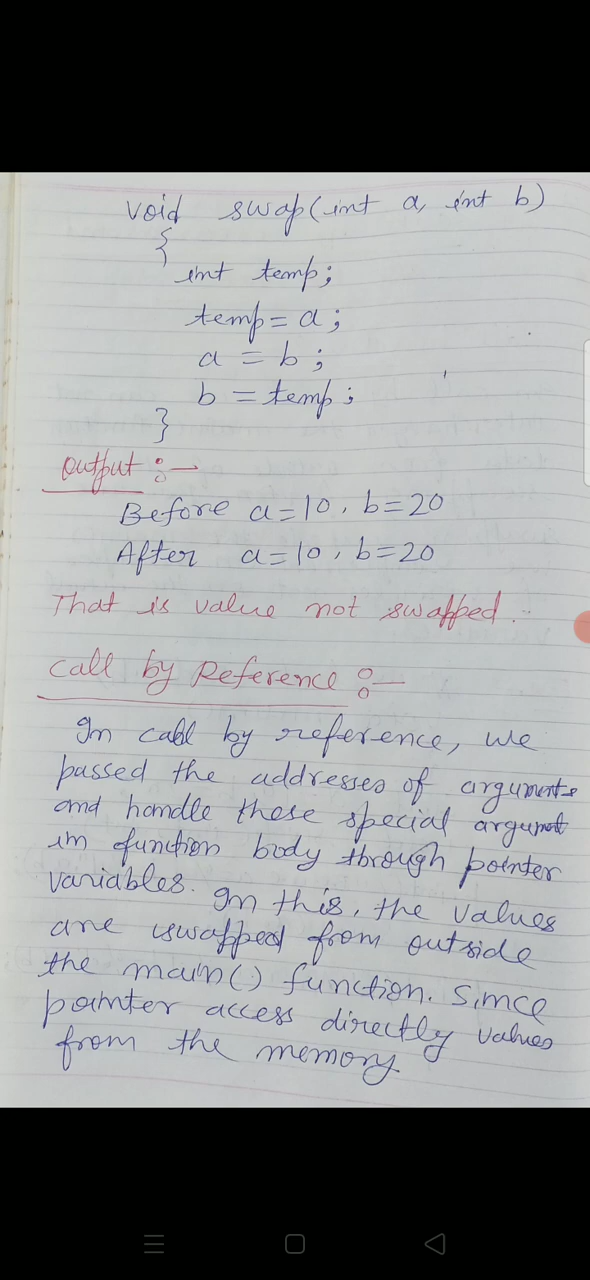 void swap(int a, int b)
{
int temp;
temp = a;
a = b;
b = temp;
}
Output :-
Before a=10, b=20
After a=10, b=20
That is value not swapped.
Call by Reference :-
In call by reference, we
passed the addresses of arguments
and handle these special argument
in function body through pointer
variables. In this, the values
are swapped from outside
the main() function. Since
pointer access directly values
from the memory